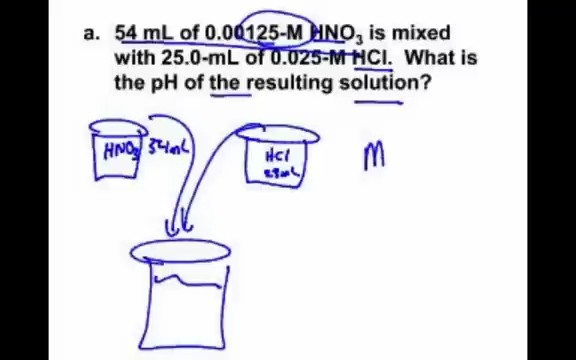 a. 54 mL of 0.00125-M HNO3 is mixed
with 25.0-mL of 0.025-M HCl. What is
the pH of the resulting solution?
HNO3 54mL
HCl
25mL
M